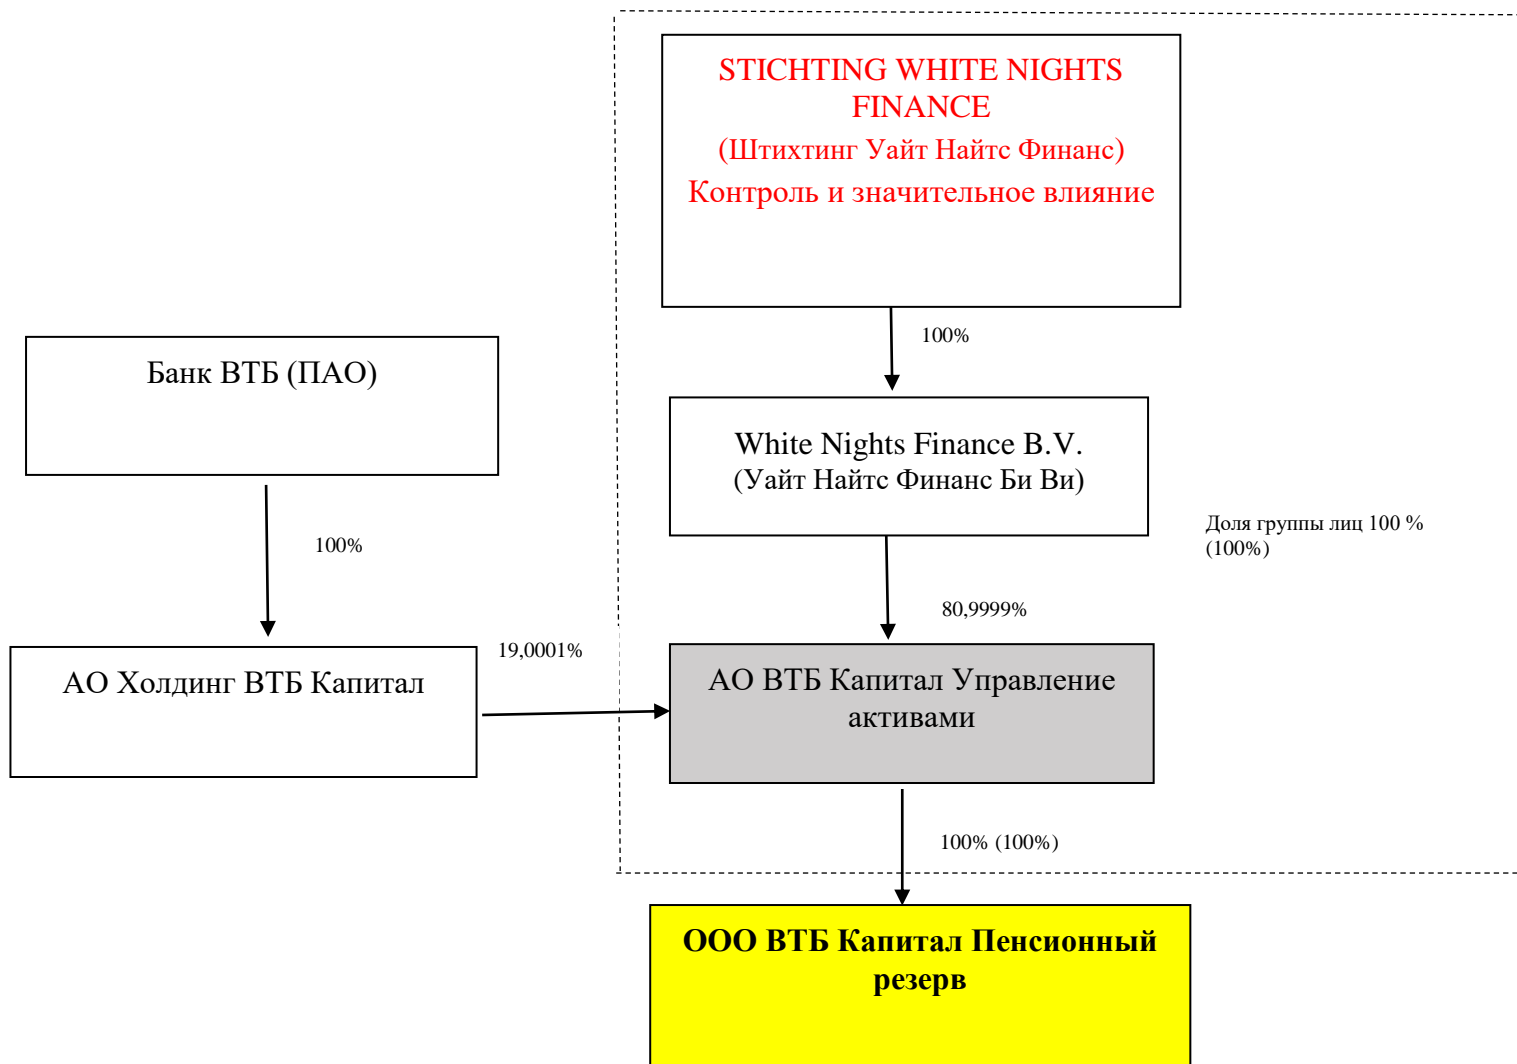 STICHTING WHITE NIGHTS
FINANCE
(Штихтинг Уайт Найтс Финанс)
Контроль и значительное влияние
100%
Банк ВТБ (ПАО)
White Nights Finance B.V.
(Уайт Найтс Финанс Би Ви)
Доля группы лиц 100 %
(100%)
100%
80,9999%
19,0001%
АО Холдинг ВТБ Капитал
АО ВТБ Капитал Управление
активами
100% (100%)
ООО ВТБ Капитал Пенсионный
резерв